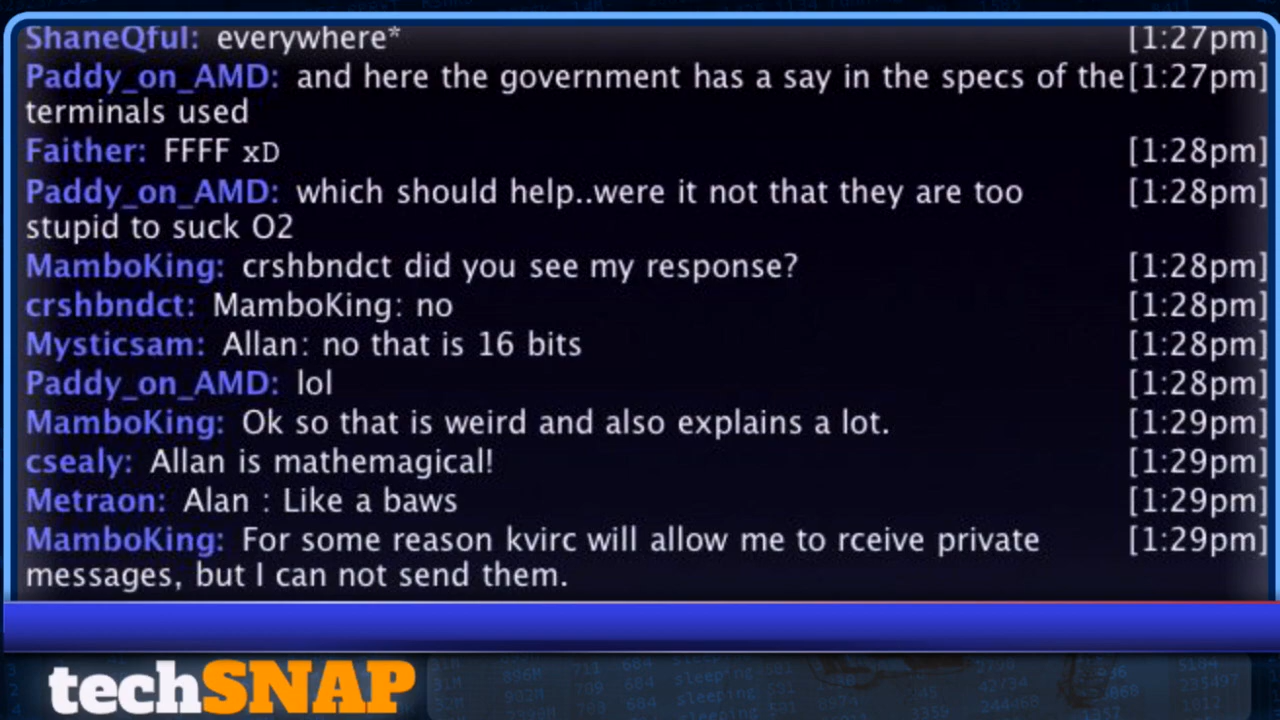 ShaneQful: everywhere* [1:27pm]
Paddy_on_AMD: and here the government has a say in the specs of the [1:27pm]
terminals used
Faither: FFFF xD [1:28pm]
Paddy_on_AMD: which should help..were it not that they are too [1:28pm]
stupid to suck O2
MamboKing: crshbndct did you see my response? [1:28pm]
crshbndct: MamboKing: no [1:28pm]
Mysticsam: Allan: no that is 16 bits [1:28pm]
Paddy_on_AMD: lol [1:28pm]
MamboKing: Ok so that is weird and also explains a lot. [1:29pm]
csealy: Allan is mathemagical! [1:29pm]
Metraon: Alan : Like a baws [1:29pm]
MamboKing: For some reason kvirc will allow me to rceive private [1:29pm]
messages, but I can not send them.
techSNAP